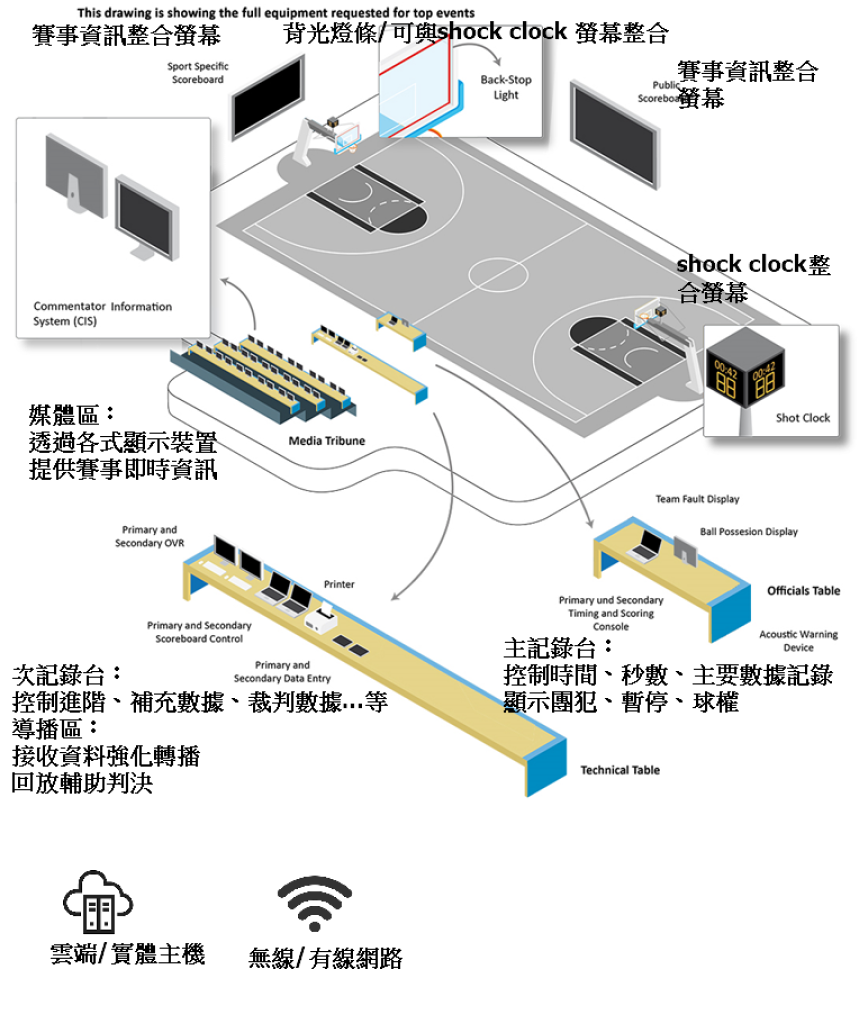 This drawing is showing the full equipment requested for top events
賽事資訊整合螢幕
背光燈條/可與shock clock 螢幕整合
Sport Specific
Scoreboard
Back-Stop
Light
Public
Scoreboard
賽事資訊整合
螢幕
Commentator Information
System (CIS)
shock clock整
合螢幕
00:42
88
00:42
88
Shot Clock
媒體區：
透過各式顯示裝置
提供賽事即時資訊
Media Tribune
Primary and
Secondary OVR
Printer
Primary and Secondary
Scoreboard Control
Primary and
Secondary Data Entry
次記錄台：
控制進階、補充數據、裁判數據...等
導播區：
接收資料強化轉播
回放輔助判決
Technical Table
Team Fault Display
Ball Possesion Display
Officials Table
Primary und Secondary
Timing and Scoring
Console
Acoustic Warning
Device
主記錄台：
控制時間、秒數、主要數據記錄
顯示團犯、暫停、球權
雲端/實體主機
無線/有線網路